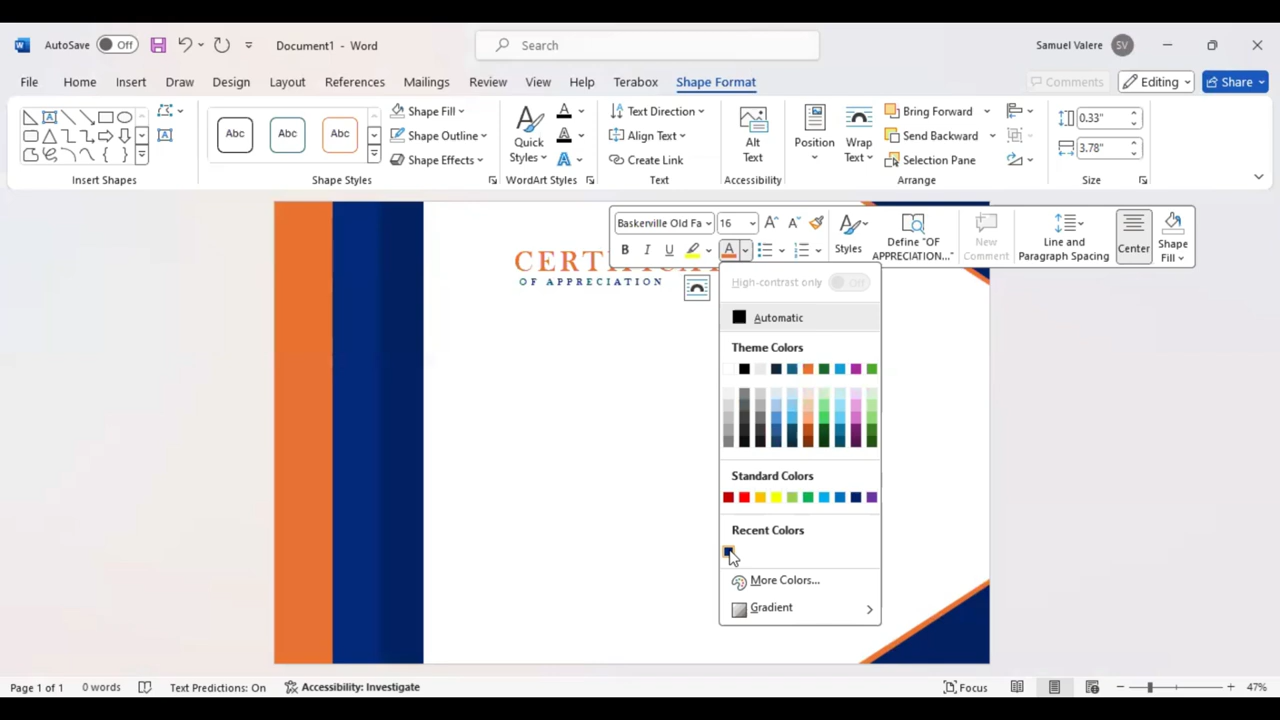 AutoSave Off Document1 - Word Search Samuel Valere SV
File Home Insert Draw Design Layout References Mailings Review View Help Terabox Shape Format Comments Editing Share
Abc Abc Abc
Shape Fill
Shape Outline
Shape Effects
Quick Styles
A
A
A
Text Direction
Align Text
Create Link
Alt Text
Position
Wrap Text
Bring Forward
Send Backward
Selection Pane
0.33"
3.78"
Insert Shapes Shape Styles WordArt Styles Text Accessibility Arrange Size
Baskerville Old Fa 16 A A
B I U A
Styles
Define "OF APPRECIATION..."
New Comment
Line and Paragraph Spacing
Center
Shape Fill
CERTIFICAT
OF APPRECIATION
High-contrast only Off
Automatic
Theme Colors
Standard Colors
Recent Colors
More Colors...
Gradient
Page 1 of 1 0 words Text Predictions: On Accessibility: Investigate Focus 47%